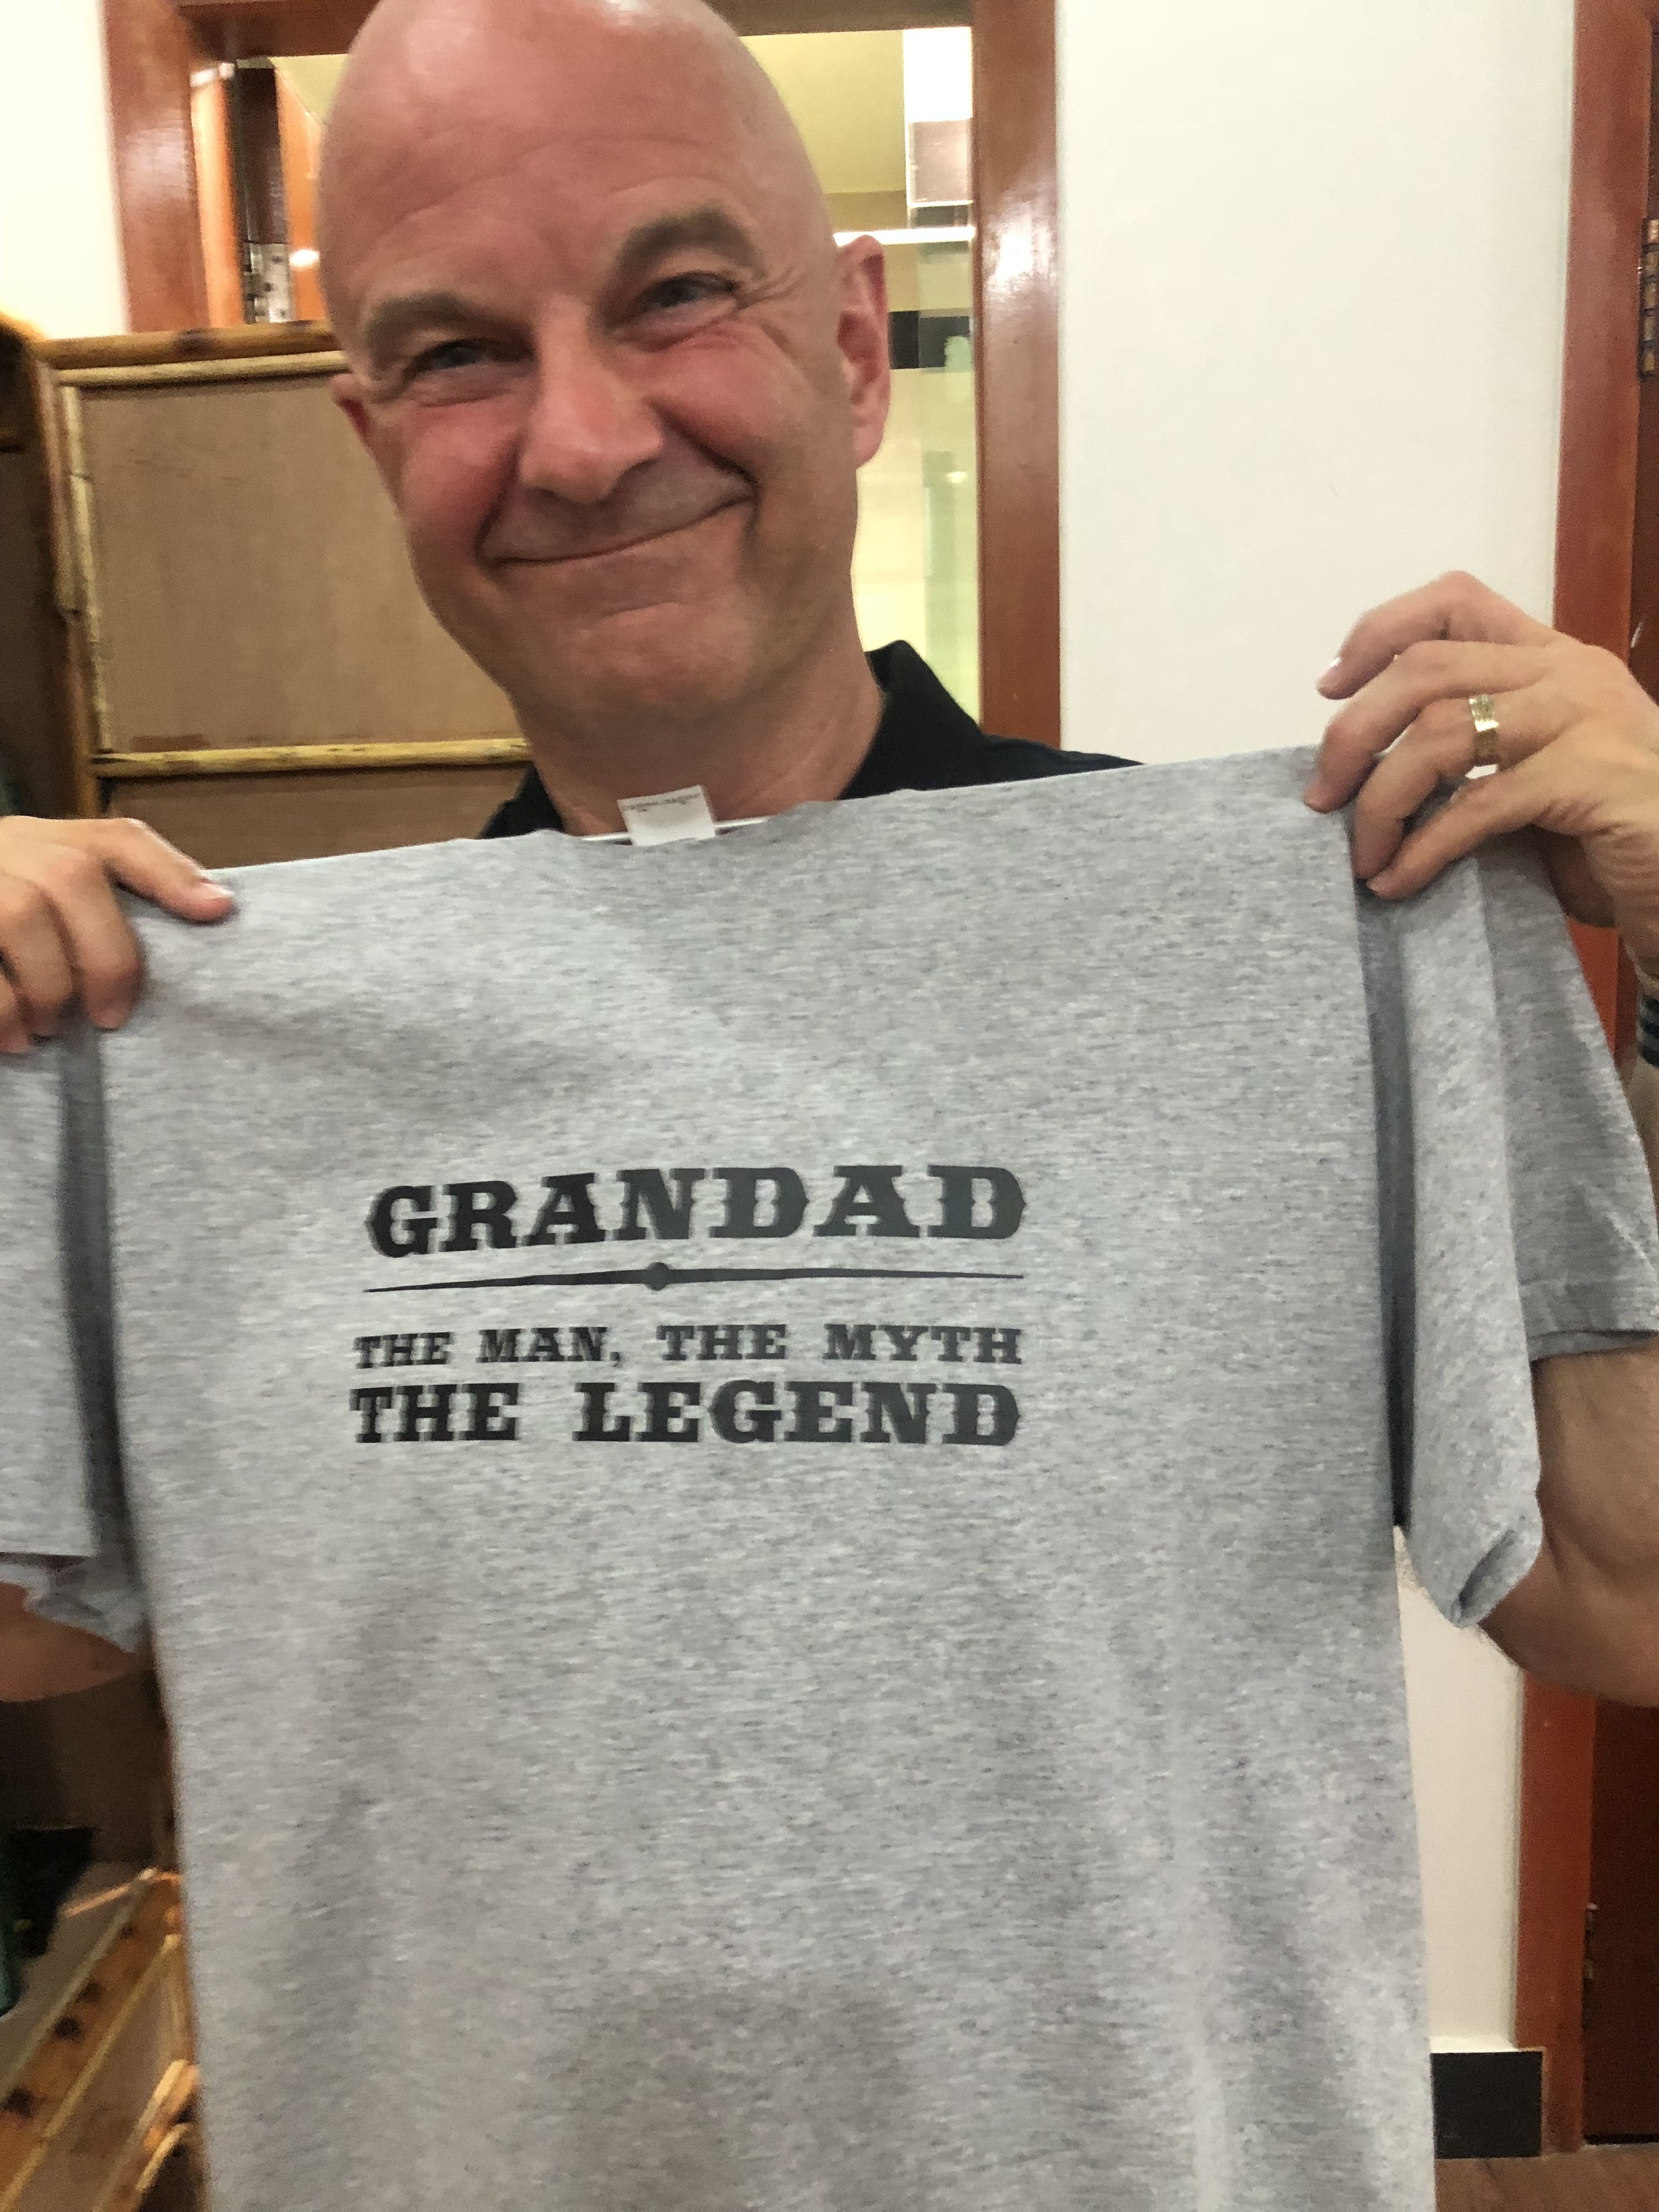 GRANDAD
THE MAN, THE MYTH
THE LEGEND